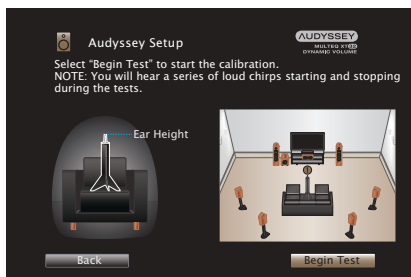 Audyssey Setup
AUDYSSEY
MULTEQ XT32
DYNAMIC VOLUME
Select “Begin Test” to start the calibration.
NOTE: You will hear a series of loud chirps starting and stopping
during the tests.
Ear Height
Back
Begin Test